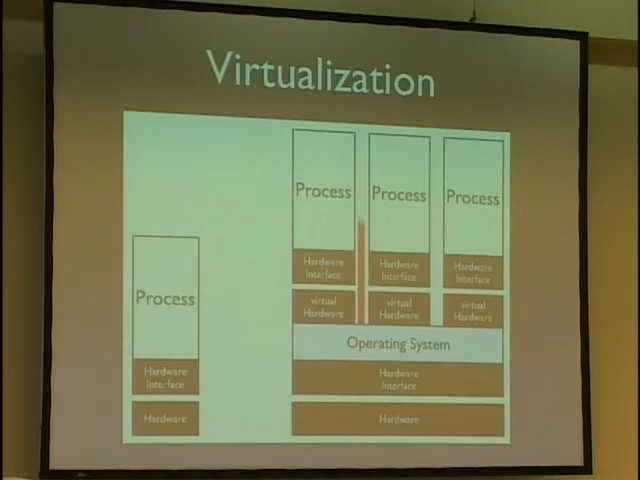 Virtualization
Process
Hardware
Interface
Hardware
Process
Process
Process
Hardware
Interface
Hardware
Interface
Hardware
Interface
virtual
Hardware
virtual
Hardware
virtual
Hardware
Operating System
Hardware
Interface
Hardware